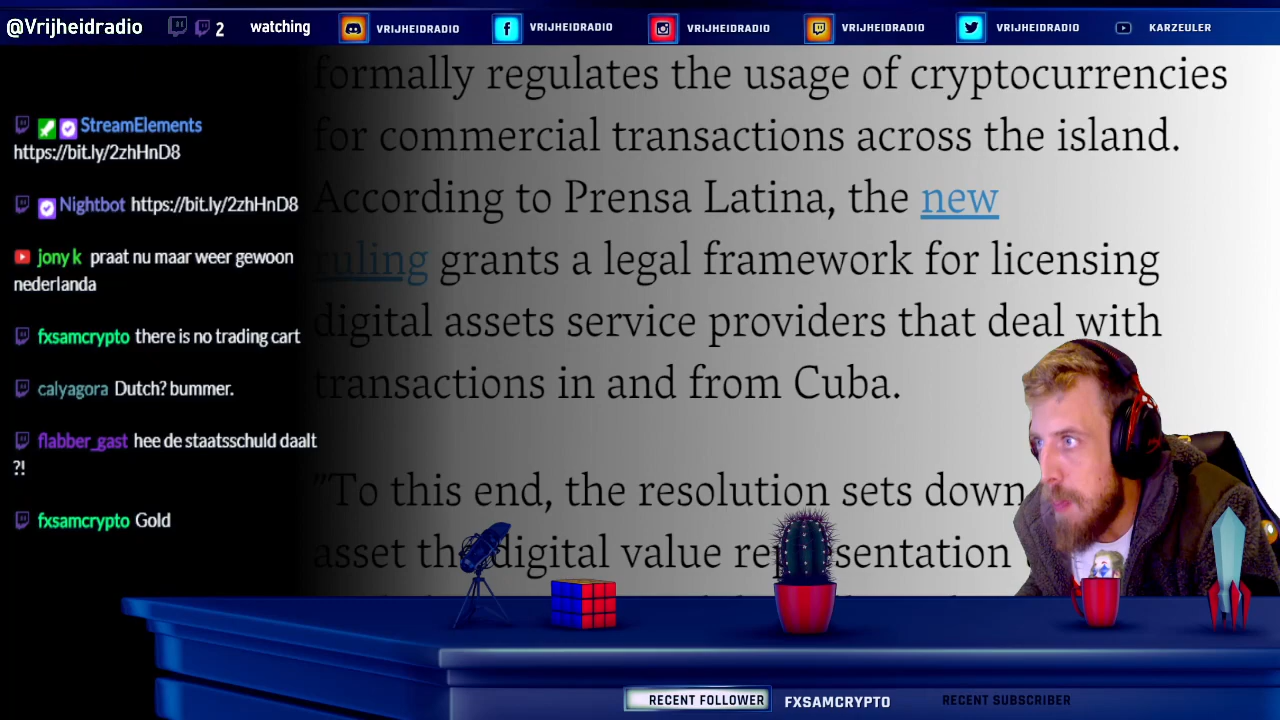 @Vrijheidradio 2 watching VRIJHEIDRADIO VRIJHEIDRADIO VRIJHEIDRADIO VRIJHEIDRADIO VRIJHEIDRADIO KARZEULER
StreamElements
https://bit.ly/2zhHnD8
Nightbot https://bit.ly/2zhHnD8
jony k praat nu maar weer gewoon
nederlanda
fxsamcrypto there is no trading cart
calyagora Dutch? bummer.
flabber_gast hee de staatsschuld daalt
?!
fxsamcrypto Gold
formally regulates the usage of cryptocurrencies
for commercial transactions across the island.
According to Prensa Latina, the new
ruling grants a legal framework for licensing
digital assets service providers that deal with
transactions in and from Cuba.
"To this end, the resolution sets down
asset the digital value representation
RECENT FOLLOWER FXSAMCRYPTO RECENT SUBSCRIBER